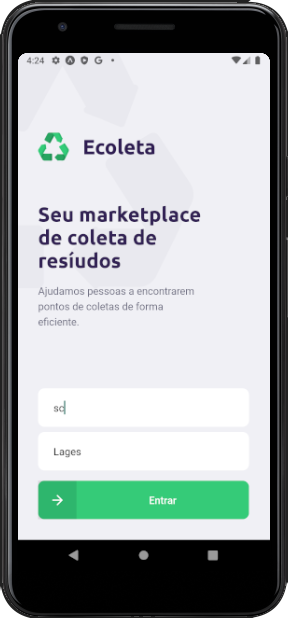 4:24
Ecoleta
Seu marketplace
de coleta de
resíudos
Ajudamos pessoas a encontrarem
pontos de coletas de forma
eficiente.
sc
Lages
Entrar